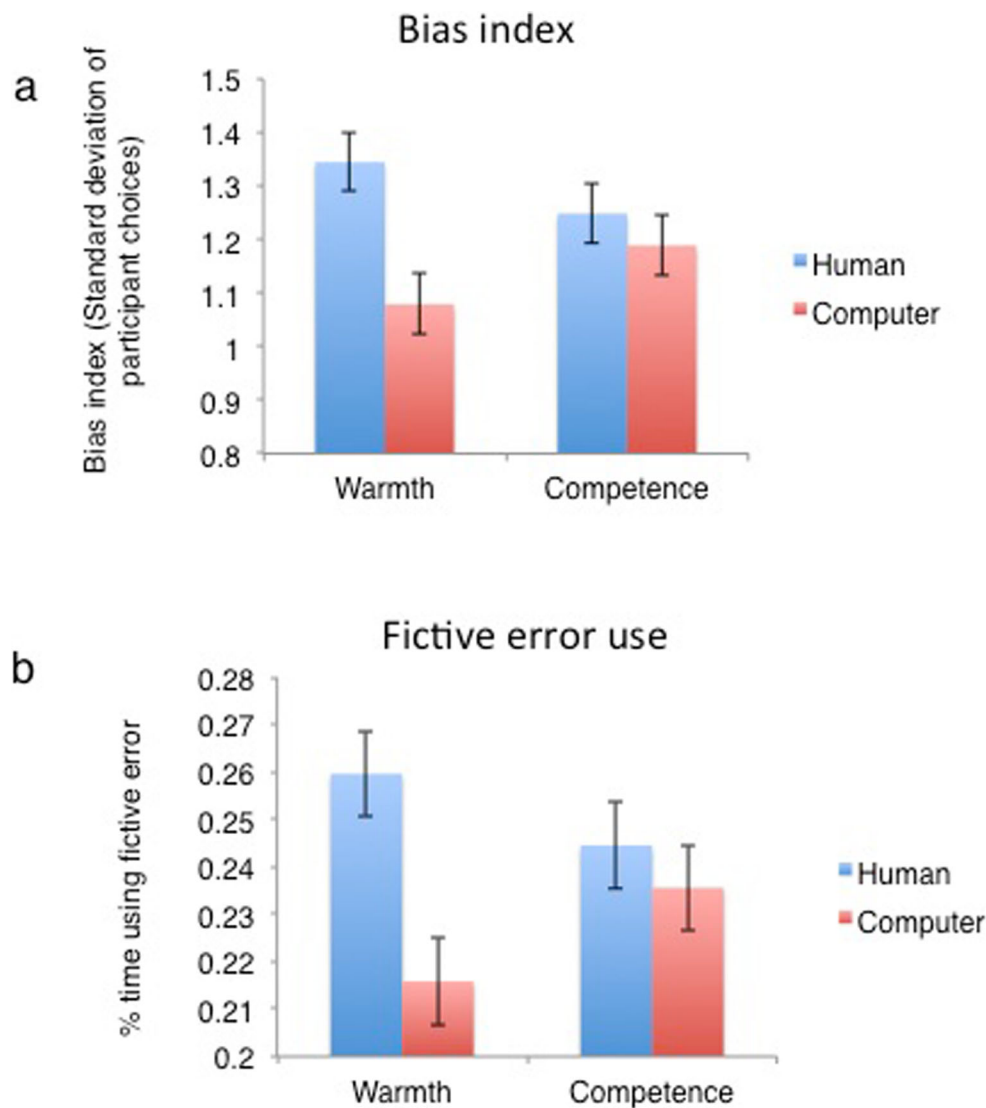 Bias index
a
Bias index (Standard deviation of
participant choices)
1.5
1.4
1.3
1.2
1.1
1
0.9
0.8
Warmth Competence
Human
Computer
Fictive error use
b
% time using fictive error
0.28
0.27
0.26
0.25
0.24
0.23
0.22
0.21
0.2
Warmth Competence
Human
Computer